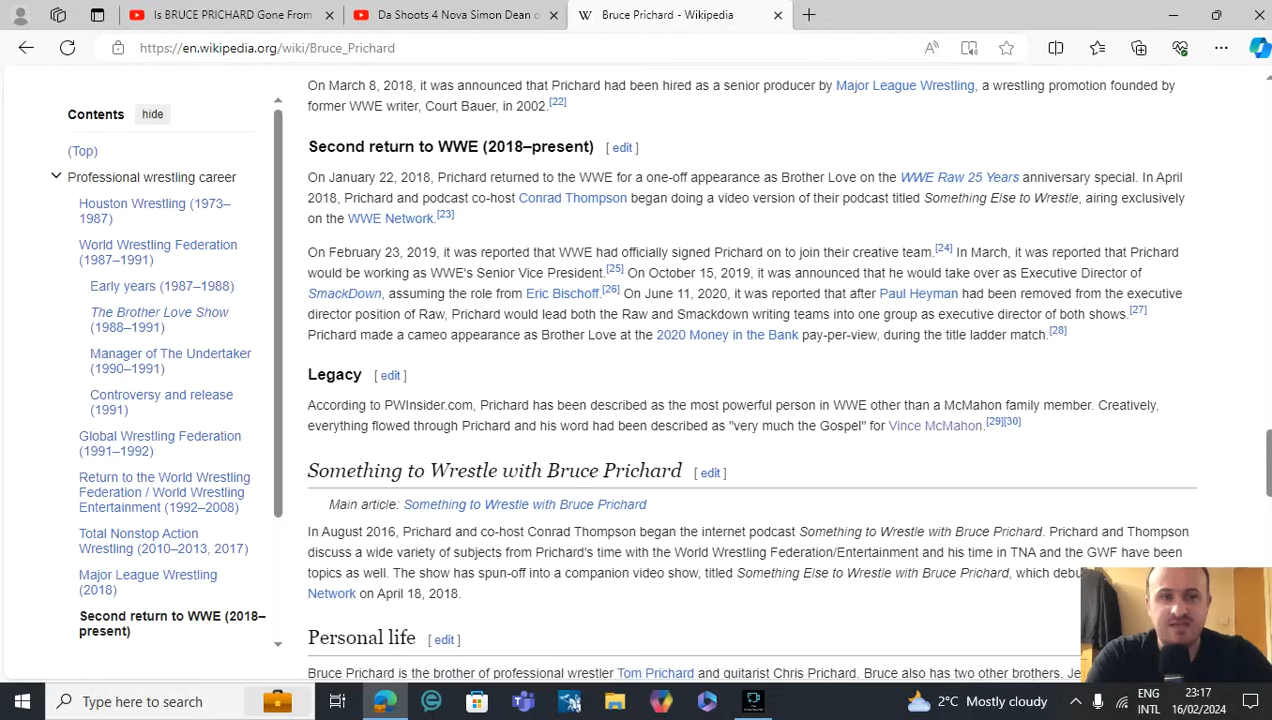 Is BRUCE PRICHARD Gone From
Da Shoots 4 Nova Simon Dean o
W Bruce Prichard - Wikipedia
https://en.wikipedia.org/wiki/Bruce_Prichard
Contents hide
(Top)
Professional wrestling career
Houston Wrestling (1973–
1987)
World Wrestling Federation
(1987–1991)
Early years (1987–1988)
The Brother Love Show
(1988–1991)
Manager of The Undertaker
(1990–1991)
Controversy and release
(1991)
Global Wrestling Federation
(1991–1992)
Return to the World Wrestling
Federation / World Wrestling
Entertainment (1992–2008)
Total Nonstop Action
Wrestling (2010–2013, 2017)
Major League Wrestling
(2018)
Second return to WWE (2018–
present)
On March 8, 2018, it was announced that Prichard had been hired as a senior producer by Major League Wrestling, a wrestling promotion founded by
former WWE writer, Court Bauer, in 2002.[22]
Second return to WWE (2018–present) [ edit ]
On January 22, 2018, Prichard returned to the WWE for a one-off appearance as Brother Love on the WWE Raw 25 Years anniversary special. In April
2018, Prichard and podcast co-host Conrad Thompson began doing a video version of their podcast titled Something Else to Wrestle, airing exclusively
on the WWE Network.[23]
On February 23, 2019, it was reported that WWE had officially signed Prichard on to join their creative team.[24] In March, it was reported that Prichard
would be working as WWE's Senior Vice President.[25] On October 15, 2019, it was announced that he would take over as Executive Director of
SmackDown, assuming the role from Eric Bischoff.[26] On June 11, 2020, it was reported that after Paul Heyman had been removed from the executive
director position of Raw, Prichard would lead both the Raw and Smackdown writing teams into one group as executive director of both shows.[27]
Prichard made a cameo appearance as Brother Love at the 2020 Money in the Bank pay-per-view, during the title ladder match.[28]
Legacy [ edit ]
According to PWInsider.com, Prichard has been described as the most powerful person in WWE other than a McMahon family member. Creatively,
everything flowed through Prichard and his word had been described as "very much the Gospel" for Vince McMahon.[29][30]
Something to Wrestle with Bruce Prichard [ edit ]
Main article: Something to Wrestle with Bruce Prichard
In August 2016, Prichard and co-host Conrad Thompson began the internet podcast Something to Wrestle with Bruce Prichard. Prichard and Thompson
discuss a wide variety of subjects from Prichard's time with the World Wrestling Federation/Entertainment and his time in TNA and the GWF have been
topics as well. The show has spun-off into a companion video show, titled Something Else to Wrestle with Bruce Prichard, which debu
Network on April 18, 2018.
Personal life [ edit ]
Bruce Prichard is the brother of professional wrestler Tom Prichard and guitarist Chris Prichard. Bruce also has two other brothers, Je
Type here to search
2°C Mostly cloudy
ENG
INTL
23:17
16/02/2024